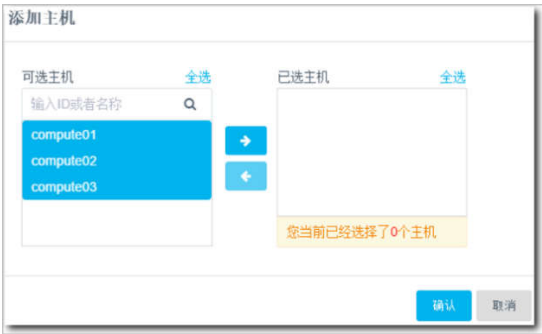 添加主机
可选主机 全选
已选主机 全选
输入ID或者名称
compute01
compute02
compute03
您当前已经选择了0个主机
确认 取消